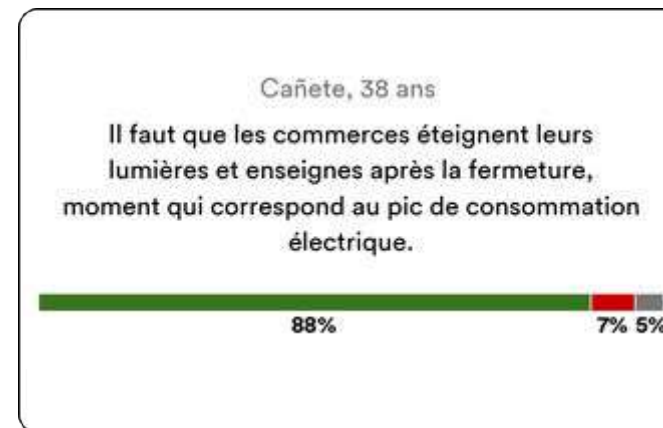 Cañete, 38 ans
Il faut que les commerces éteignent leurs
lumières et enseignes après la fermeture,
moment qui correspond au pic de consommation
électrique.
88% 7% 5%